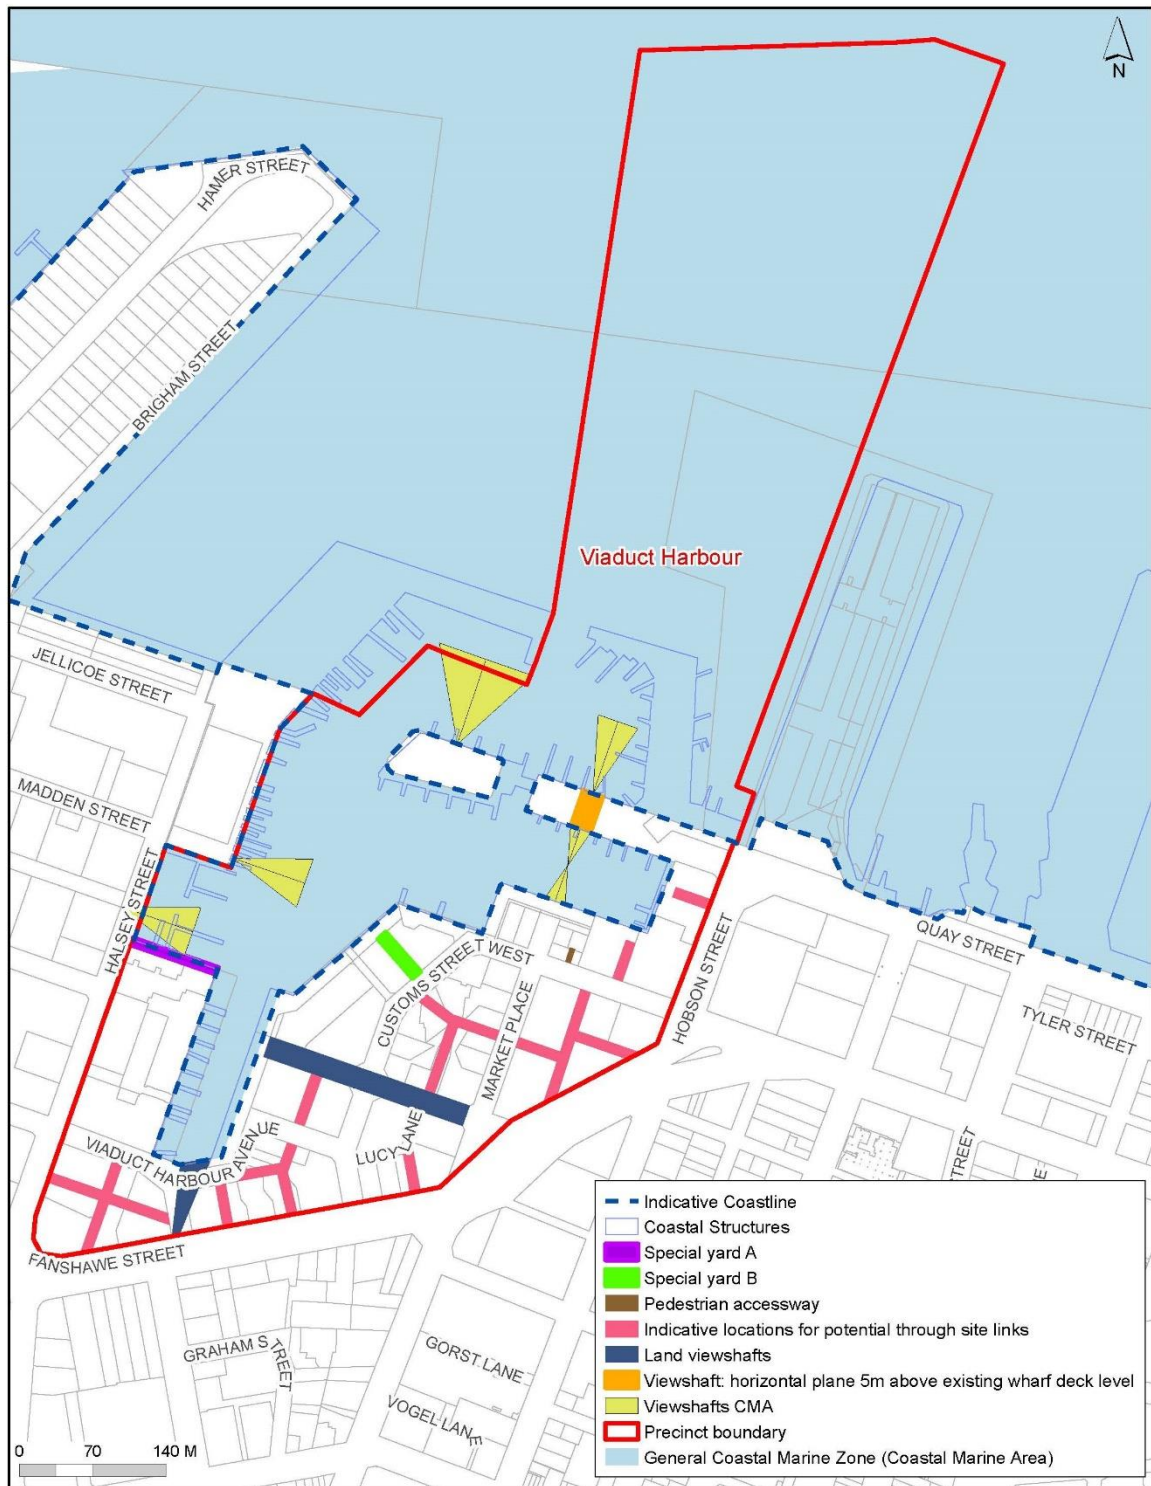 N
HAMER STREET
BRIGHAM STREET
Viaduct Harbour
JELLICOE STREET
MADDEN STREET
HALSEY STREET
QUAY STREET
CUSTOMS STREET WEST
HOBSON STREET
TYLER STREET
MARKET PLACE
LUCY LANE
VIADUCT HARBOUR AVENUE
STREET
NE
FANSHAWE STREET
GRAHAM STREET
GORST LANE
VOGEL LANE
Indicative Coastline
Coastal Structures
Special yard A
Special yard B
Pedestrian accessway
Indicative locations for potential through site links
Land viewshafts
Viewshaft: horizontal plane 5m above existing wharf deck level
Viewshafts CMA
Precinct boundary
General Coastal Marine Zone (Coastal Marine Area)
0 70 140 M